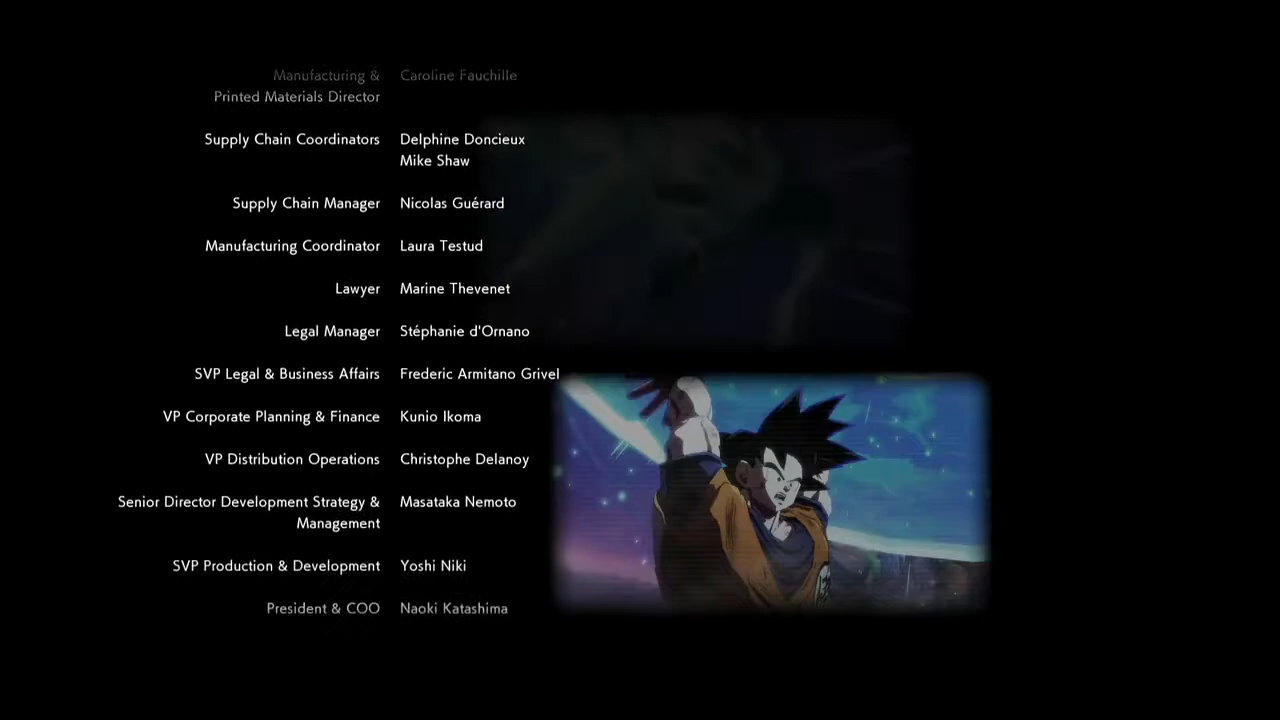 Manufacturing & Caroline Fauchille
Printed Materials Director
Supply Chain Coordinators Delphine Doncieux
Mike Shaw
Supply Chain Manager Nicolas Guérard
Manufacturing Coordinator Laura Testud
Lawyer Marine Thevenet
Legal Manager Stéphanie d'Ornano
SVP Legal & Business Affairs Frederic Armitano Grivel
VP Corporate Planning & Finance Kunio Ikoma
VP Distribution Operations Christophe Delanoy
Senior Director Development Strategy & Masataka Nemoto
Management
SVP Production & Development Yoshi Niki
President & COO Naoki Katashima